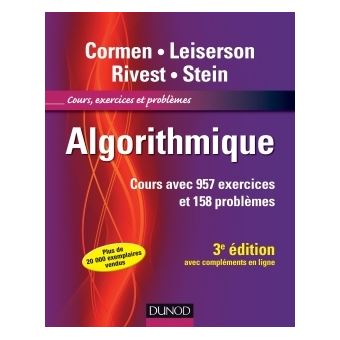 Cormen • Leiserson
Rivest • Stein
Cours, exercices et problèmes
Algorithmique
Cours avec 957 exercices
et 158 problèmes
Plus de
20 000 exemplaires
vendus
3e édition
avec compléments en ligne
DUNOD